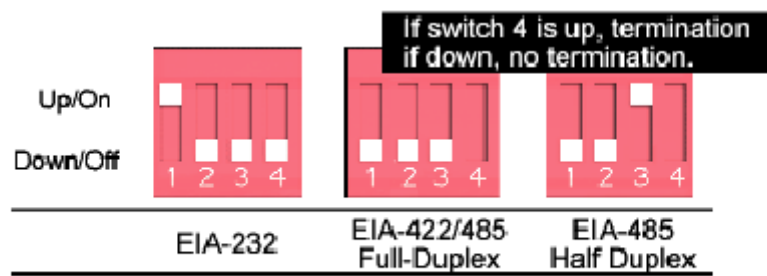 If switch 4 is up, termination
if down, no termination.
Up/On
Down/Off
1 2 3 4
1 2 3 4
1 2 3 4
EIA-232
EIA-422/485
Full-Duplex
EIA-485
Half Duplex